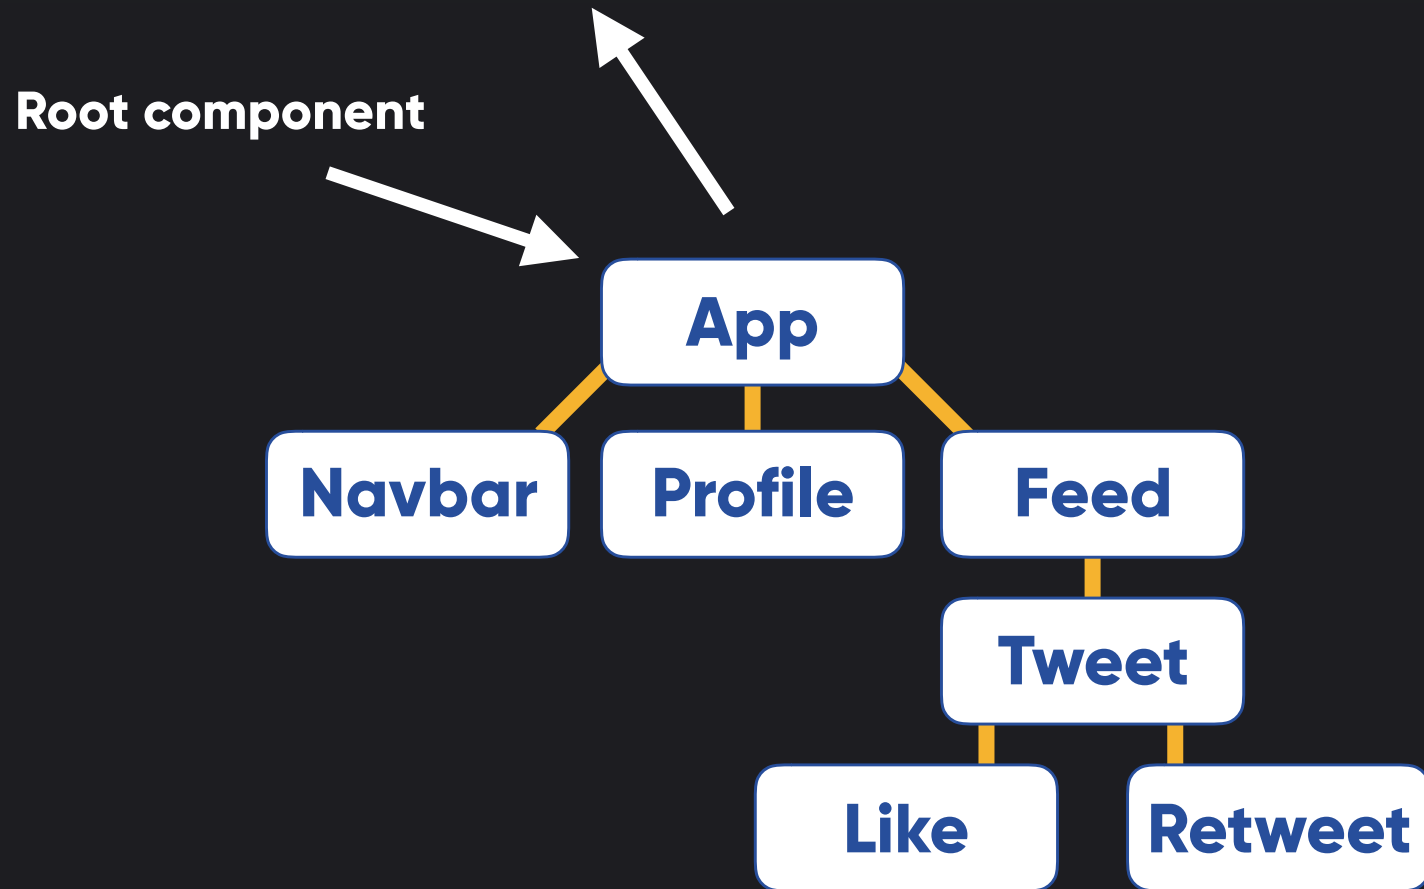 Root component
App
Navbar
Profile
Feed
Tweet
Like
Retweet